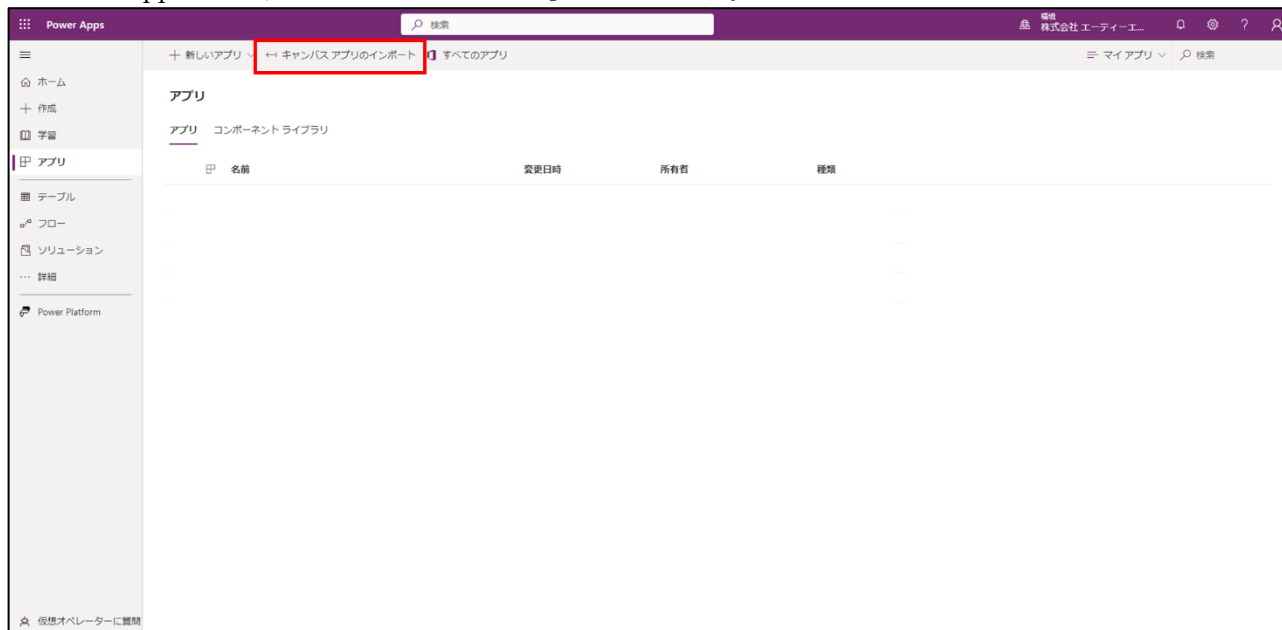 Power Apps
検索
環境
株式会社 エーティーエ...
?
+ 新しいアプリ
キャンバス アプリのインポート
すべてのアプリ
マイ アプリ
検索
ホーム
作成
学習
アプリ
テーブル
フロー
ソリューション
詳細
Power Platform
仮想オペレーターに質問
アプリ
アプリ
コンポーネント ライブラリ
名前
変更日時
所有者
種類